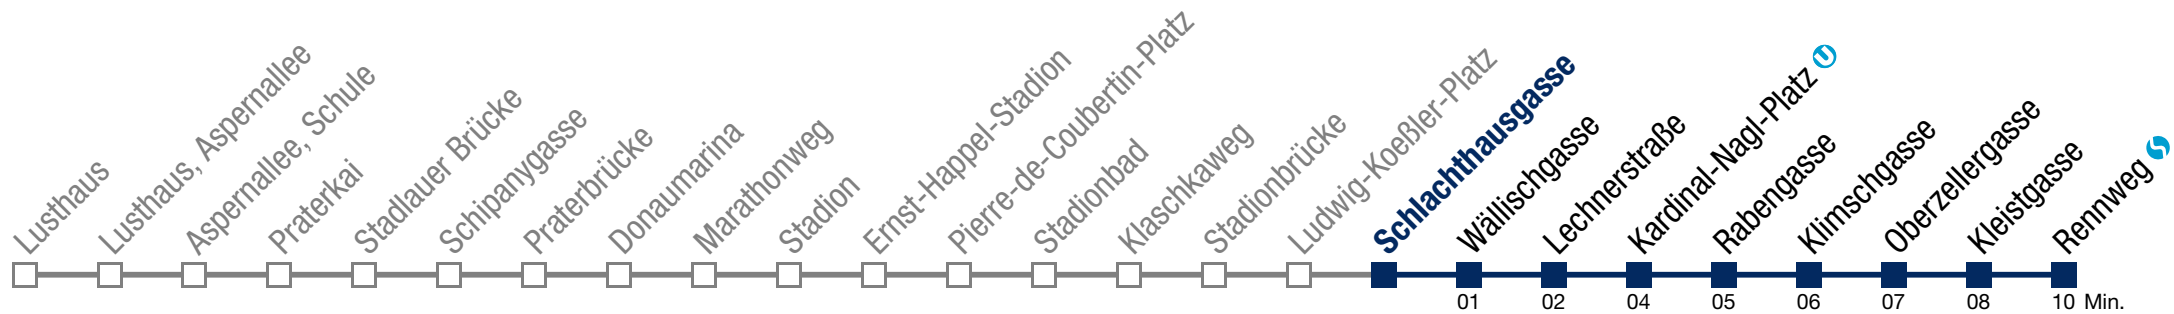 Lusthaus
Lusthaus, Aspernallee
Aspernallee, Schule
Praterkai
Stadlauer Brücke
Schipanygasse
Praterbrücke
Donaumarina
Marathonweg
Stadion
Ernst-Happel-Stadion
Pierre-de-Coubertin-Platz
Stadionbad
Klaschkaweg
Stadionbrücke
Ludwig-Koeßler-Platz
Schlachthausgasse
Wällischgasse
Lechnerstraße
Kardinal-Nagl-Platz U
Rabengasse
Klimschgasse
Oberzellergasse
Kleistgasse
Rennweg S
01 02 04 05 06 07 08 10 Min.